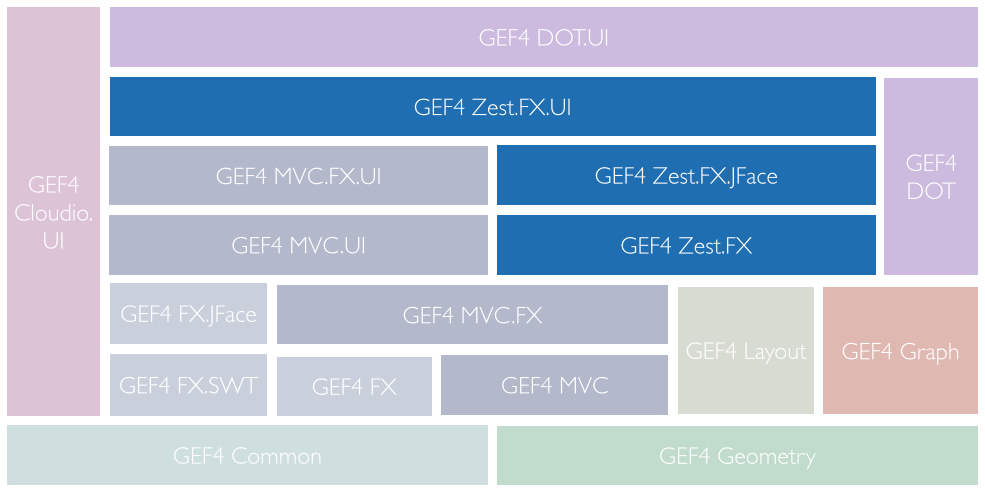 GEF4 DOT.UI
GEF4 Zest.FX.UI
GEF4
Cloudio.
UI
GEF4 MVC.FX.UI
GEF4 Zest.FX.JFace
GEF4
DOT
GEF4 MVC.UI
GEF4 Zest.FX
GEF4 FX.JFace
GEF4 MVC.FX
GEF4 Layout
GEF4 Graph
GEF4 FX.SWT
GEF4 FX
GEF4 MVC
GEF4 Common
GEF4 Geometry